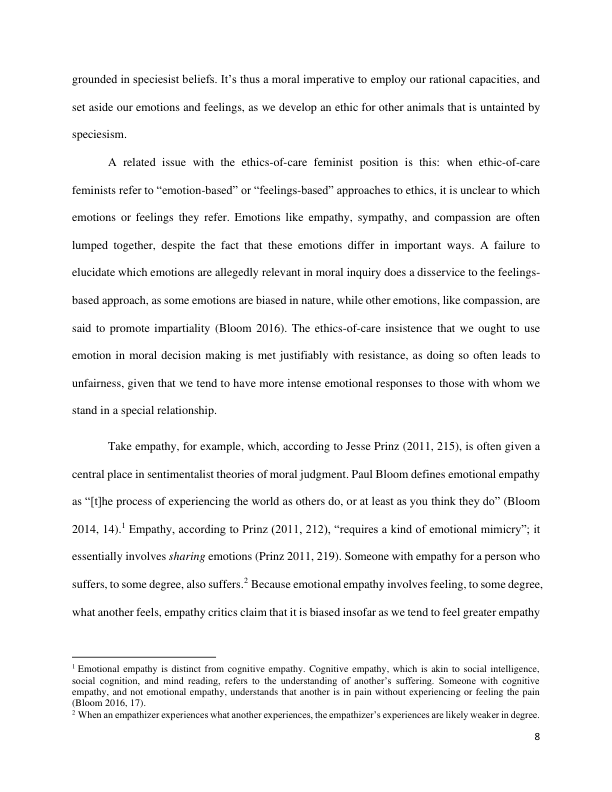 grounded in speciesist beliefs. It’s thus a moral imperative to employ our rational capacities, and
set aside our emotions and feelings, as we develop an ethic for other animals that is untainted by
speciesism.
A related issue with the ethics-of-care feminist position is this: when ethic-of-care
feminists refer to “emotion-based” or “feelings-based” approaches to ethics, it is unclear to which
emotions or feelings they refer. Emotions like empathy, sympathy, and compassion are often
lumped together, despite the fact that these emotions differ in important ways. A failure to
elucidate which emotions are allegedly relevant in moral inquiry does a disservice to the feelings-
based approach, as some emotions are biased in nature, while other emotions, like compassion, are
said to promote impartiality (Bloom 2016). The ethics-of-care insistence that we ought to use
emotion in moral decision making is met justifiably with resistance, as doing so often leads to
unfairness, given that we tend to have more intense emotional responses to those with whom we
stand in a special relationship.
Take empathy, for example, which, according to Jesse Prinz (2011, 215), is often given a
central place in sentimentalist theories of moral judgment. Paul Bloom defines emotional empathy
as “[t]he process of experiencing the world as others do, or at least as you think they do” (Bloom
2014, 14).1 Empathy, according to Prinz (2011, 212), “requires a kind of emotional mimicry”; it
essentially involves sharing emotions (Prinz 2011, 219). Someone with empathy for a person who
suffers, to some degree, also suffers.2 Because emotional empathy involves feeling, to some degree,
what another feels, empathy critics claim that it is biased insofar as we tend to feel greater empathy
1 Emotional empathy is distinct from cognitive empathy. Cognitive empathy, which is akin to social intelligence,
social cognition, and mind reading, refers to the understanding of another’s suffering. Someone with cognitive
empathy, and not emotional empathy, understands that another is in pain without experiencing or feeling the pain
(Bloom 2016, 17).
2 When an empathizer experiences what another experiences, the empathizer’s experiences are likely weaker in degree.
8